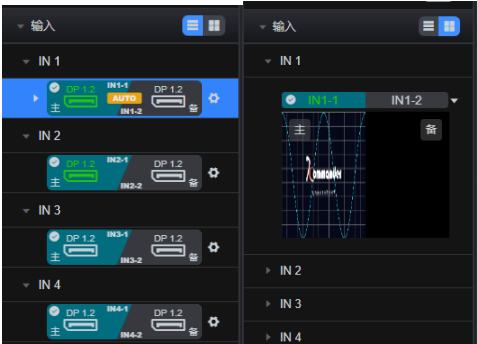 输入
IN 1
DP 1.2 IN1-1 DP 1.2
AUTO
主 IN1-2 备
IN 2
DP 1.2 IN2-1 DP 1.2
主 IN2-2 备
IN 3
DP 1.2 IN3-1 DP 1.2
主 IN3-2 备
IN 4
DP 1.2 IN4-1 DP 1.2
主 IN4-2 备
输入
IN 1
IN1-1 IN1-2
主 备
Kommander
IN 2
IN 3
IN 4